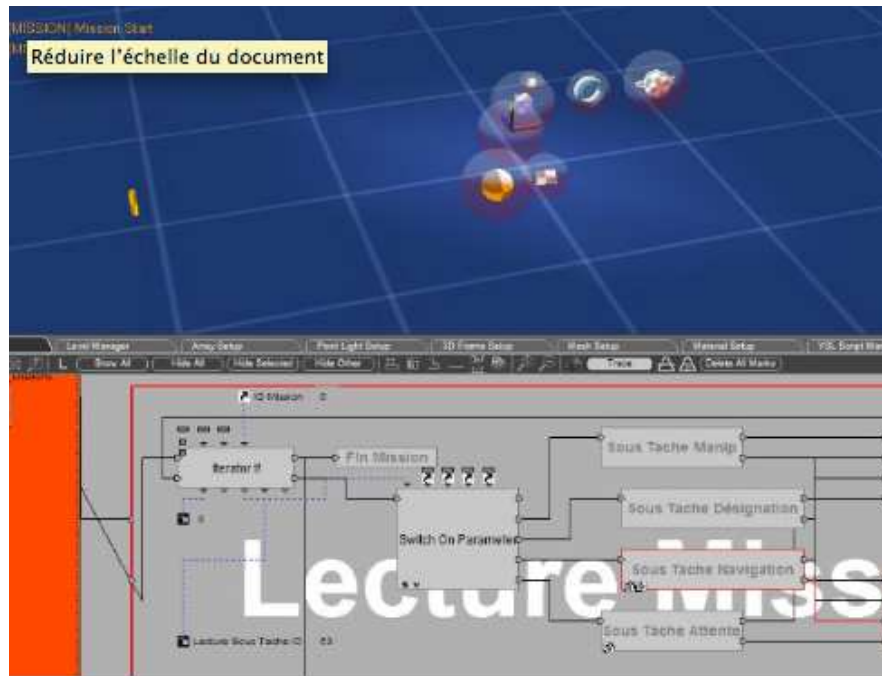 [MISSION] Mission Start
Réduire l'échelle du document
Level Manager Array Setup Point Light Setup 3D Frame Setup Mesh Setup Material Setup VSL Script Man
L Show All Hide All Hide Selected Hide Other Trace Delete All Marks
ID Mission 0
Iterator If
Fin Mission
Sous Tache Manip
Switch On Parameter
Sous Tache Désignation
Sous Tache Navigation
Lecture Miss
Sous Tache Attente
Lecture Sous Tache ID